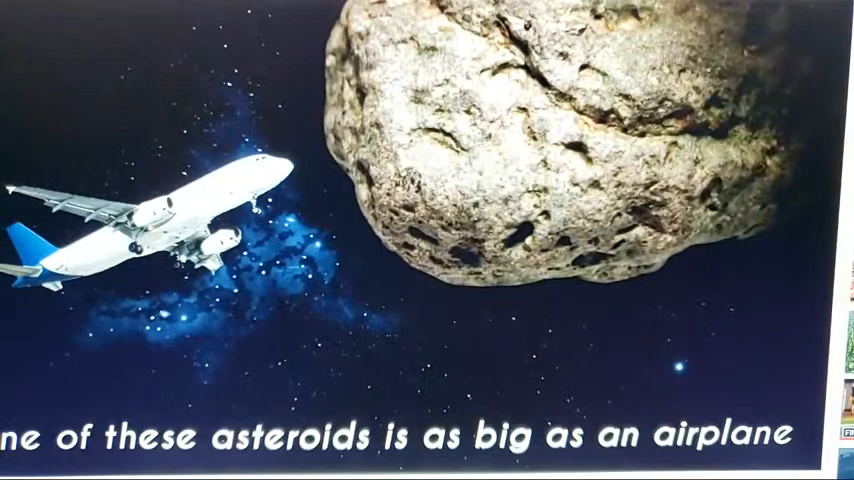 ne of these asteroids is as big as an airplane